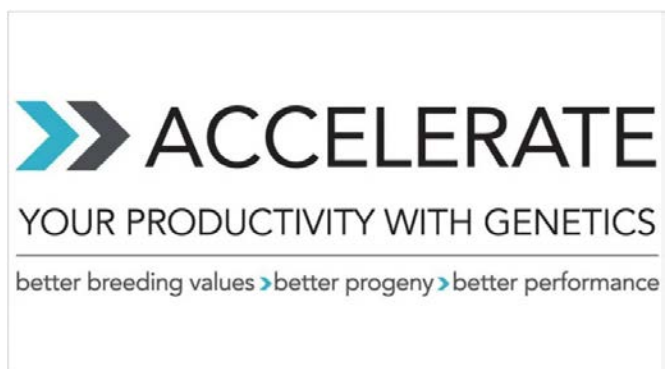 ACCELERATE
YOUR PRODUCTIVITY WITH GENETICS
better breeding values > better progeny > better performance